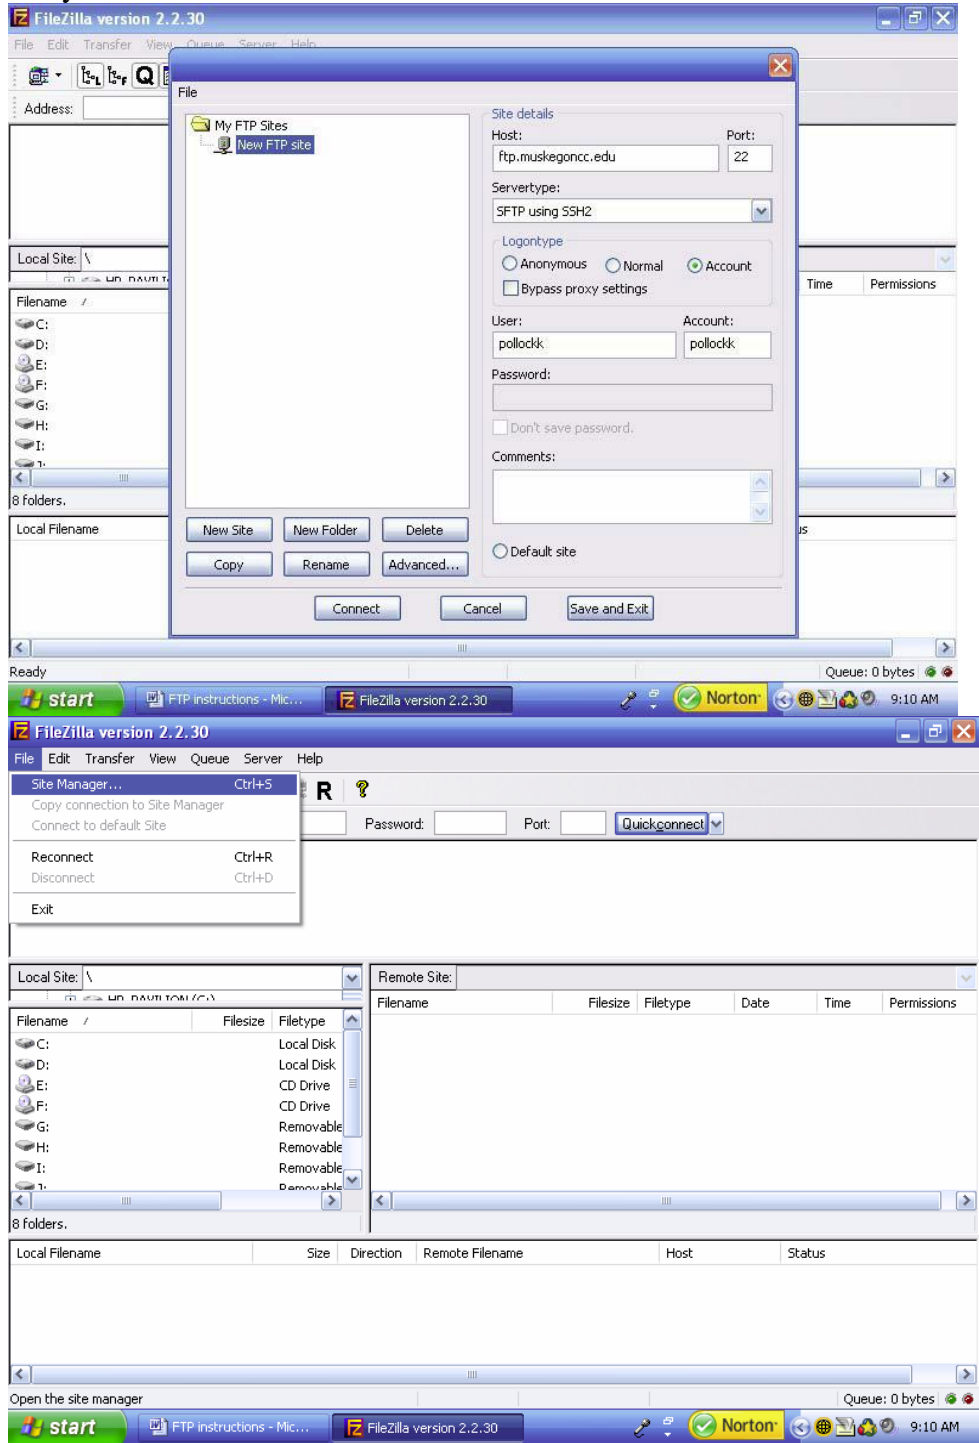 FileZilla version 2.2.30
File Edit Transfer View Queue Server Help
Address:
File
My FTP Sites
New FTP site
Site details
Host: Port:
ftp.muskegoncc.edu 22
Servertype:
SFTP using SSH2
Logontype
Anonymous Normal Account
Bypass proxy settings
User: Account:
pollockk pollockk
Password:
Don't save password.
Comments:
Default site
New Site New Folder Delete
Copy Rename Advanced...
Connect Cancel Save and Exit
Local Site: \
HP_PAVILION
Time Permissions
Filename /
C:
D:
E:
F:
G:
H:
I:
J:
8 folders.
Local Filename
us
Ready Queue: 0 bytes
start FTP instructions - Mic... FileZilla version 2.2.30 Norton 9:10 AM
FileZilla version 2.2.30
File Edit Transfer View Queue Server Help
Site Manager... Ctrl+S
Copy connection to Site Manager
Connect to default Site
Reconnect Ctrl+R
Disconnect Ctrl+D
Exit
R ?
Password: Port: Quickconnect
Local Site: \ Remote Site:
HP_PAVILION (C:)
Filename Filesize Filetype Date Time Permissions
Filename / Filesize Filetype
C: Local Disk
D: Local Disk
E: CD Drive
F: CD Drive
G: Removable
H: Removable
I: Removable
J: Removable
8 folders.
Local Filename Size Direction Remote Filename Host Status
Open the site manager Queue: 0 bytes
start FTP instructions - Mic... FileZilla version 2.2.30 Norton 9:10 AM